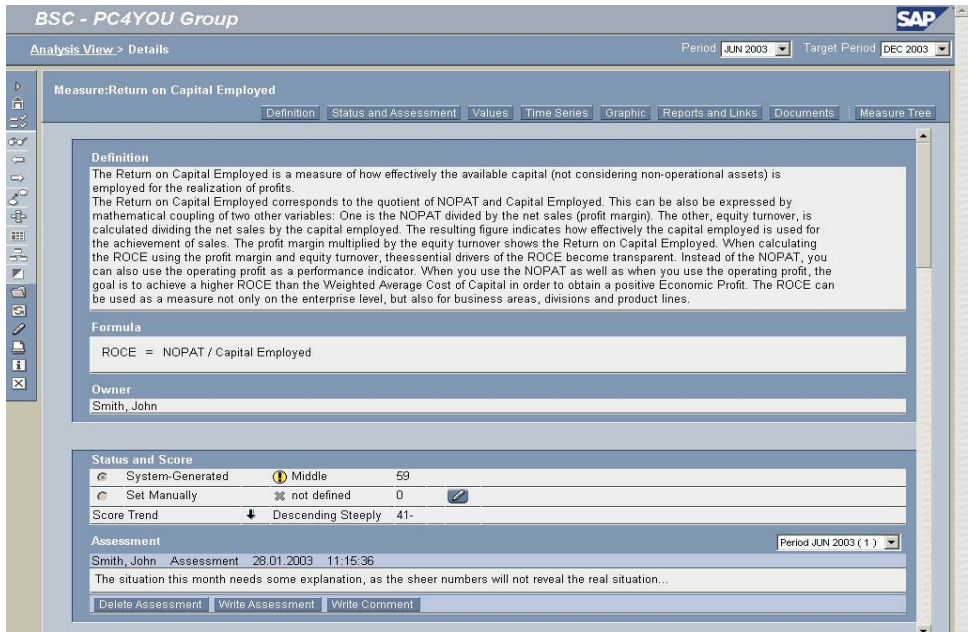 BSC - PC4YOU Group
SAP
Analysis View > Details
Period JUN 2003 Target Period DEC 2003
Measure:Return on Capital Employed
Definition Status and Assessment Values Time Series Graphic Reports and Links Documents Measure Tree
Definition
The Return on Capital Employed is a measure of how effectively the available capital (not considering non-operational assets) is
employed for the realization of profits.
The Return on Capital Employed corresponds to the quotient of NOPAT and Capital Employed. This can be also be expressed by
mathematical coupling of two other variables: One is the NOPAT divided by the net sales (profit margin). The other, equity turnover, is
calculated dividing the net sales by the capital employed. The resulting figure indicates how effectively the capital employed is used for
the achievement of sales. The profit margin multiplied by the equity turnover shows the Return on Capital Employed. When calculating
the ROCE using the profit margin and equity turnover, theessential drivers of the ROCE become transparent. Instead of the NOPAT, you
can also use the operating profit as a performance indicator. When you use the NOPAT as well as when you use the operating profit, the
goal is to achieve a higher ROCE than the Weighted Average Cost of Capital in order to obtain a positive Economic Profit. The ROCE can
be used as a measure not only on the enterprise level, but also for business areas, divisions and product lines.
Formula
ROCE = NOPAT / Capital Employed
Owner
Smith, John
Status and Score
System-Generated Middle 59
Set Manually not defined 0
Score Trend Descending Steeply 41-
Assessment
Period JUN 2003 ( 1 )
Smith, John Assessment 28.01.2003 11:15:36
The situation this month needs some explanation, as the sheer numbers will not reveal the real situation...
Delete Assessment Write Assessment Write Comment